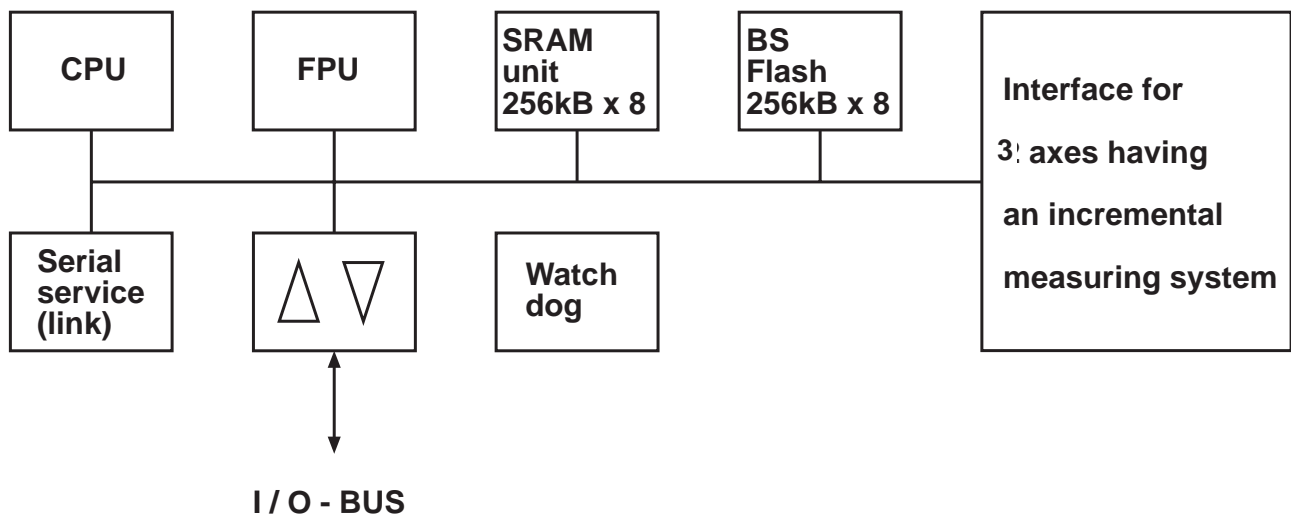 CPU
FPU
SRAM
unit
256kB x 8
BS
Flash
256kB x 8
Interface for
3 axes having
an incremental
measuring system
Serial
service
(link)
Watch
dog
I / O - BUS